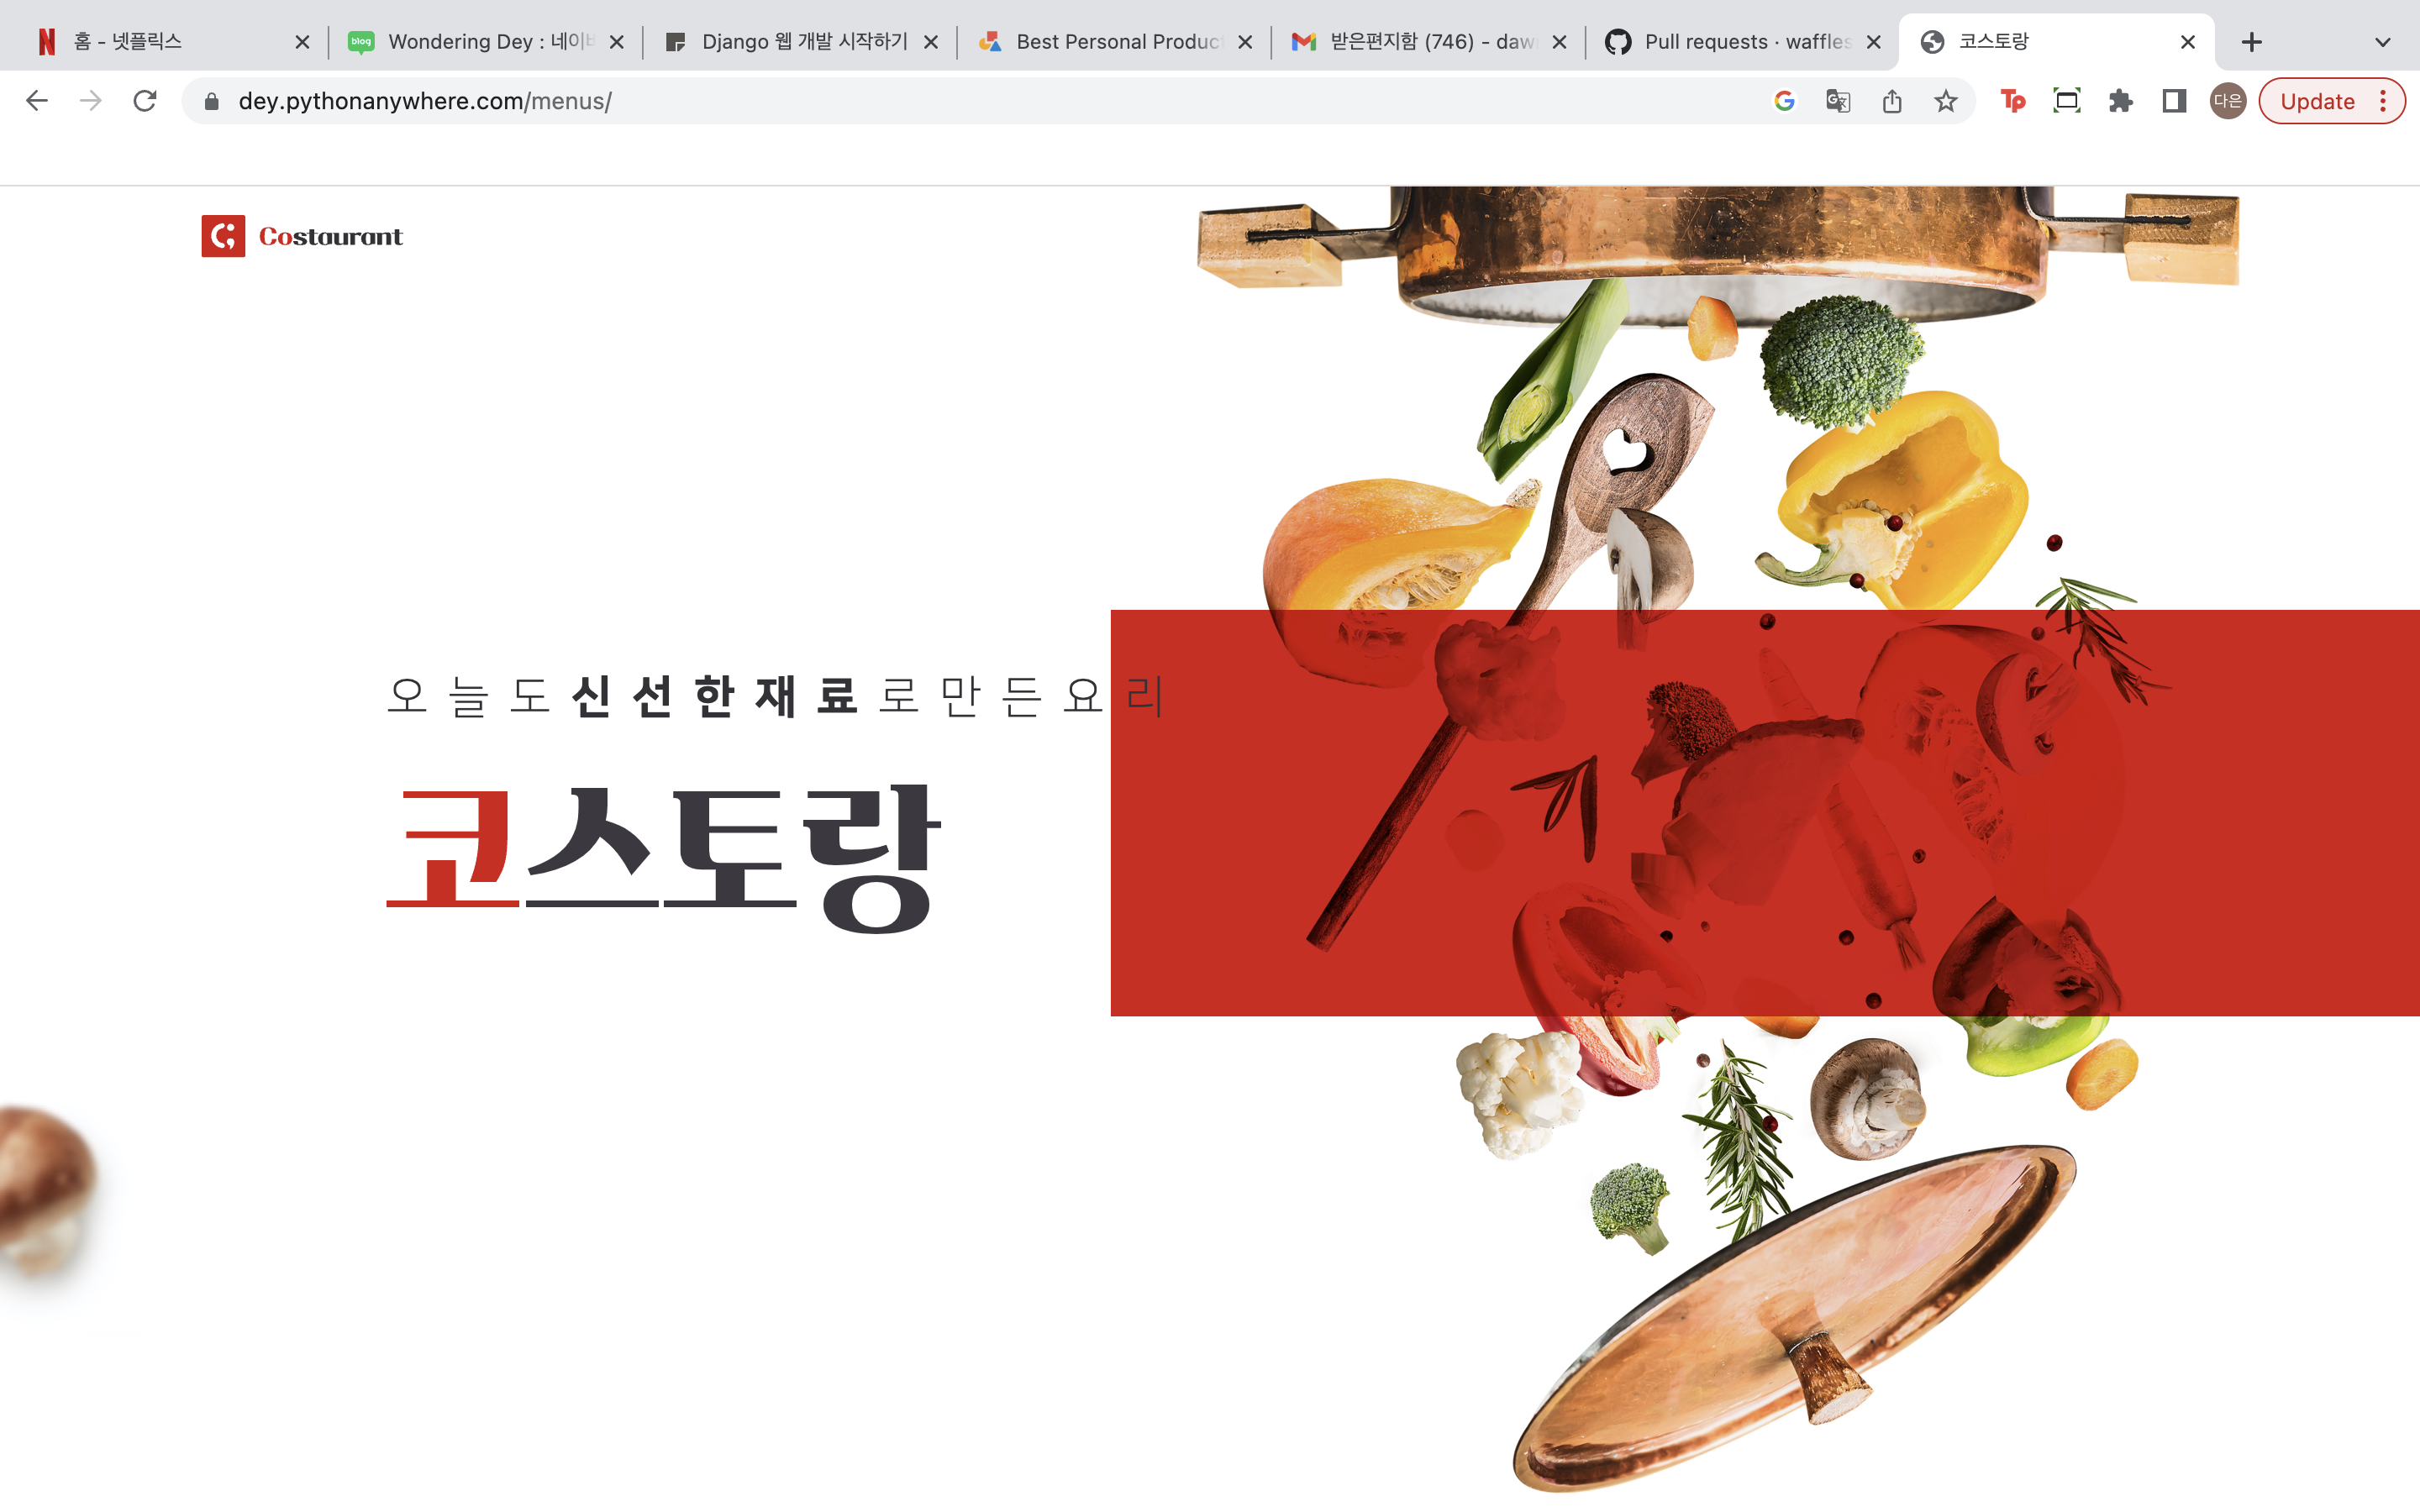 홈 - 넷플릭스
blog
Wondering Dey : 네이
Django 웹 개발 시작하기
Best Personal Produc
받은편지함 (746) - daw
Pull requests · waffles
코스토랑
dey.pythonanywhere.com/menus/
다은
Update
Costaurant
오늘도신선한재료로만든요리
코스토랑